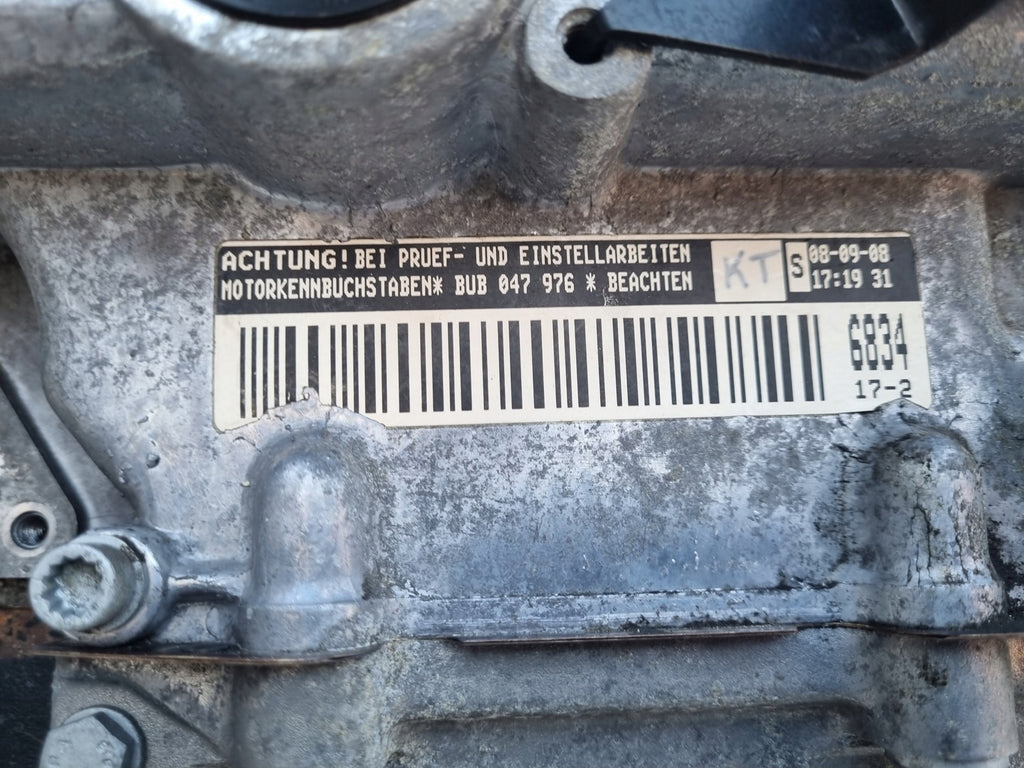 ACHTUNG! BEI PRUEF- UND EINSTELLARBEITEN
MOTORKENNBUCHSTABEN* BUB 047 976 * BEACHTEN
KT
S
08-09-08
17:19 31
6834
17-2